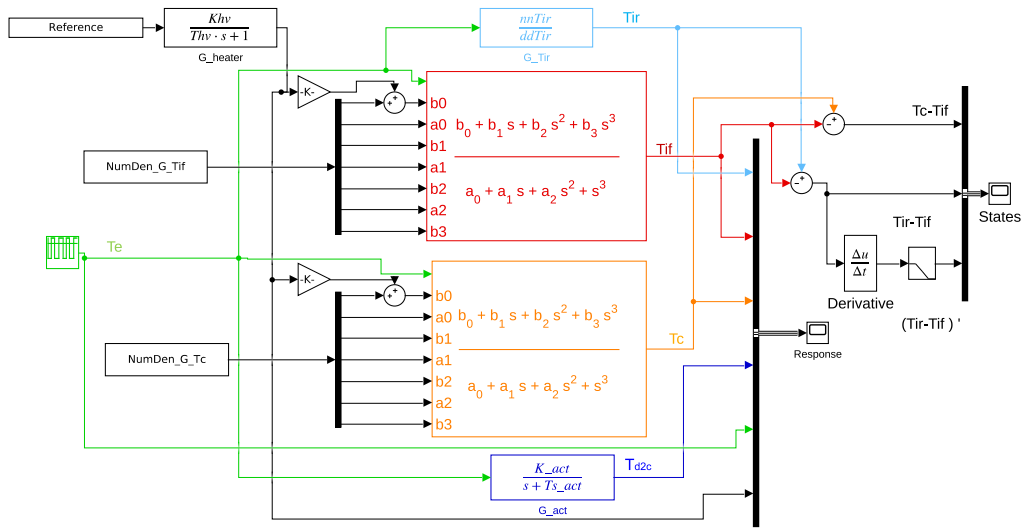 Reference
Khv
Thv · s + 1
G_heater
nnTir
ddTir
G_Tir
Tir
-K-
+
+
b0
a0
b1
a1
b2
a2
b3
b0 + b1 s + b2 s² + b3 s³
a0 + a1 s + a2 s² + s³
Tif
NumDen_G_Tif
Tc-Tif
+
-
+
-
States
Tir-Tif
Δu
Δt
Derivative
(Tir-Tif ) '
Te
-K-
+
+
b0
a0
b1
a1
b2
a2
b3
b0 + b1 s + b2 s² + b3 s³
a0 + a1 s + a2 s² + s³
Tc
NumDen_G_Tc
Response
K_act
s + Ts_act
G_act
Td2c